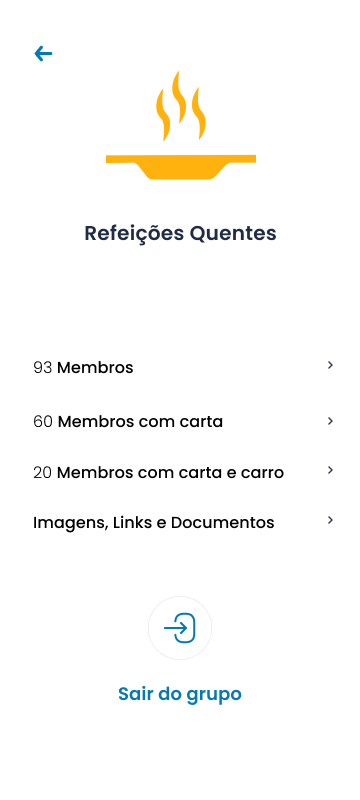 Refeições Quentes
93 Membros
60 Membros com carta
20 Membros com carta e carro
Imagens, Links e Documentos
Sair do grupo